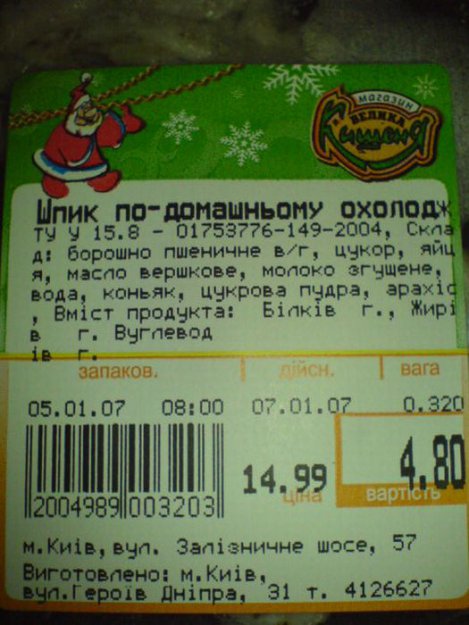 магазин
ВЕЛИКА
Кишеня
Шпик по-домашньому охолодж
ТУ У 15.8 - 01753776-149-2004, Скла
д: борошно пшеничне в/г, цукор, яйц
я, масло вершкове, молоко згущене,
вода, коньяк, цукрова пудра, арахіс
, Вміст продукта: Білків г., Жирі
в г. Вуглевод
ів г.
запаков. дійсн. вага
05.01.07 08:00 07.01.07 0.320
14.99 4.80
ціна вартість
2004989 003203
м.Київ,вул. Залізничне шосе, 57
Виготовлено: м.Київ,
вул.Героїв Дніпра, 31 т. 4126627